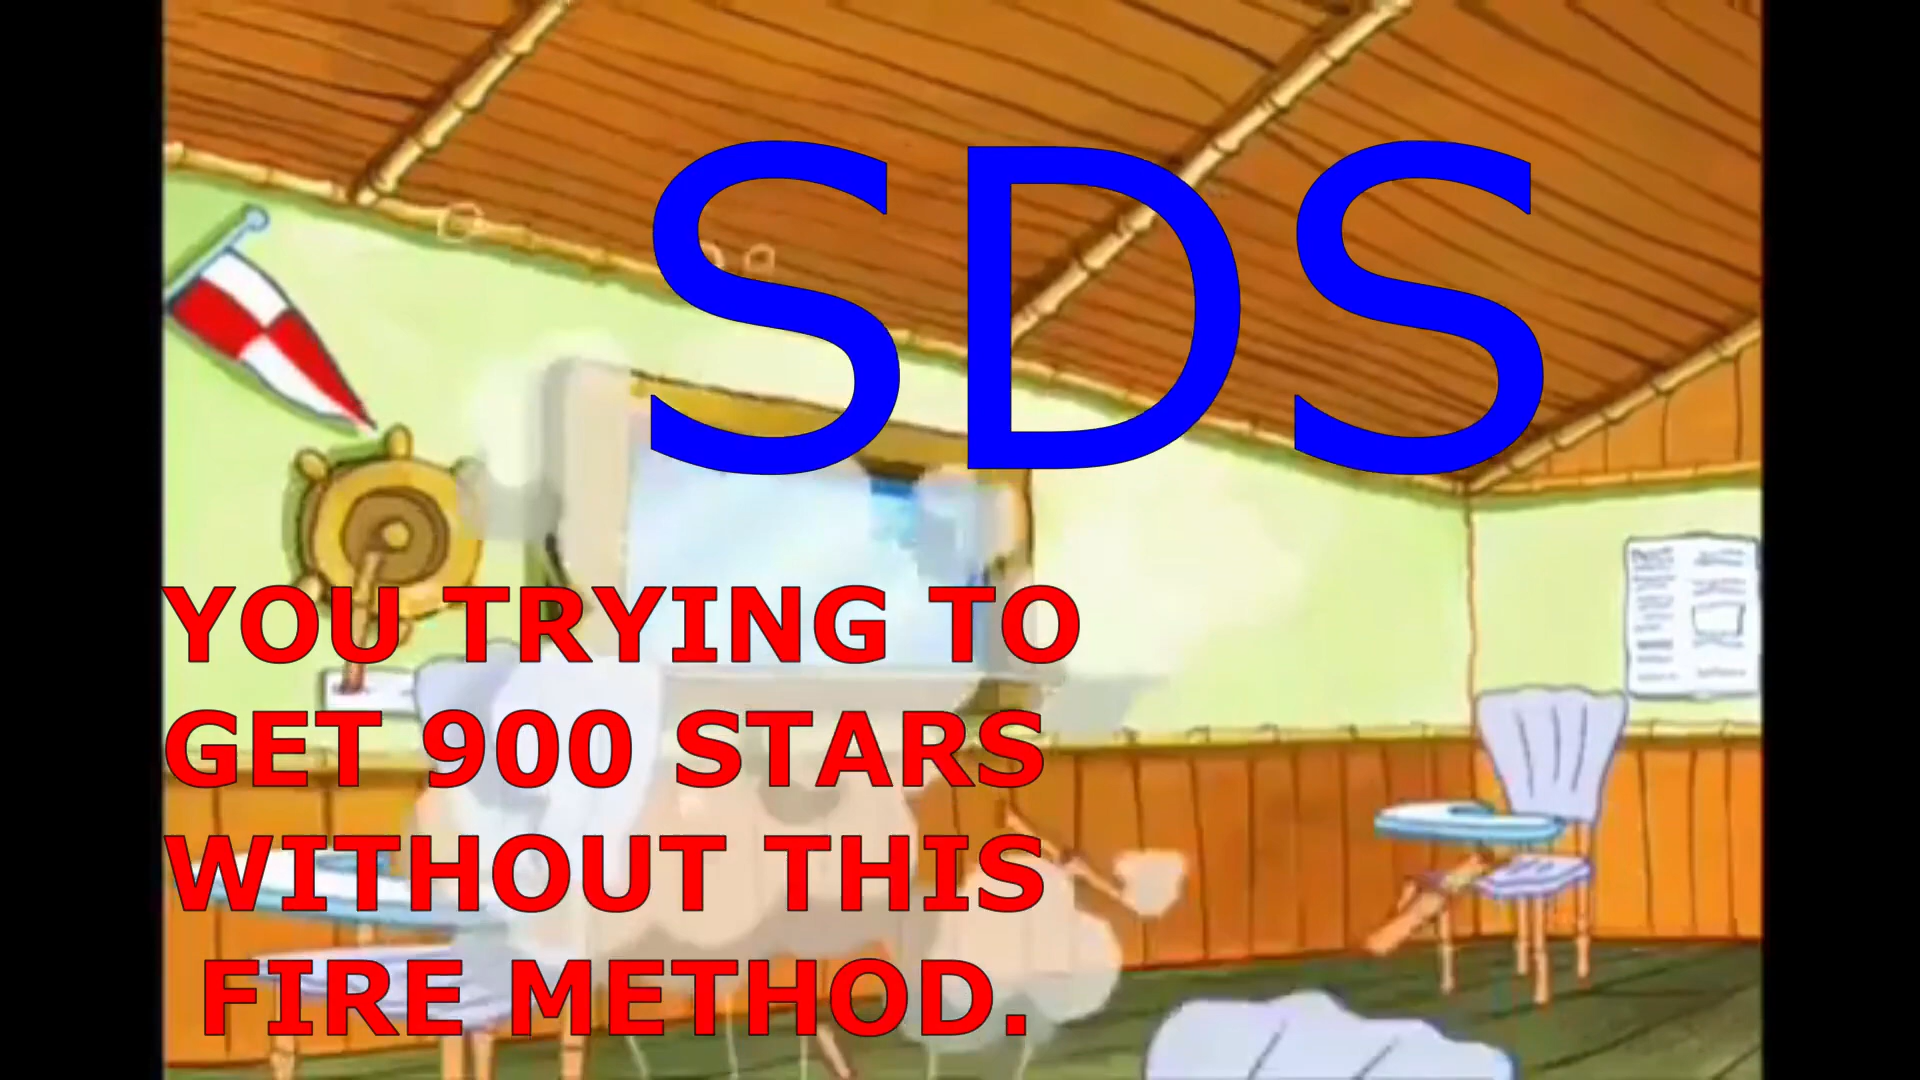 SDS
YOU TRYING TO
GET 900 STARS
WITHOUT THIS
FIRE METHOD.